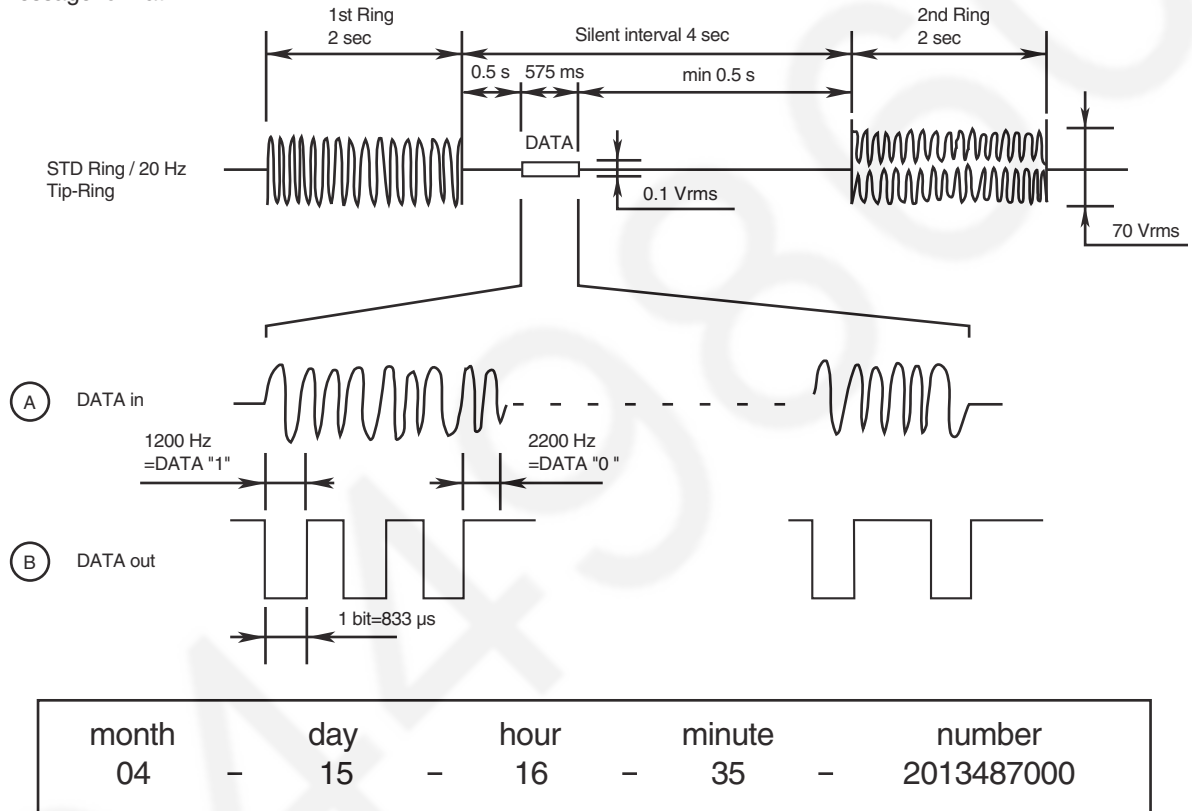 1st Ring
2 sec
Silent interval 4 sec
2nd Ring
2 sec
0.5 s 575 ms min 0.5 s
DATA
STD Ring / 20 Hz
Tip-Ring
0.1 Vrms
70 Vrms
A DATA in
1200 Hz
=DATA "1"
2200 Hz
=DATA "0 "
B DATA out
1 bit=833 µs
month day hour minute number
04 – 15 – 16 – 35 – 2013487000